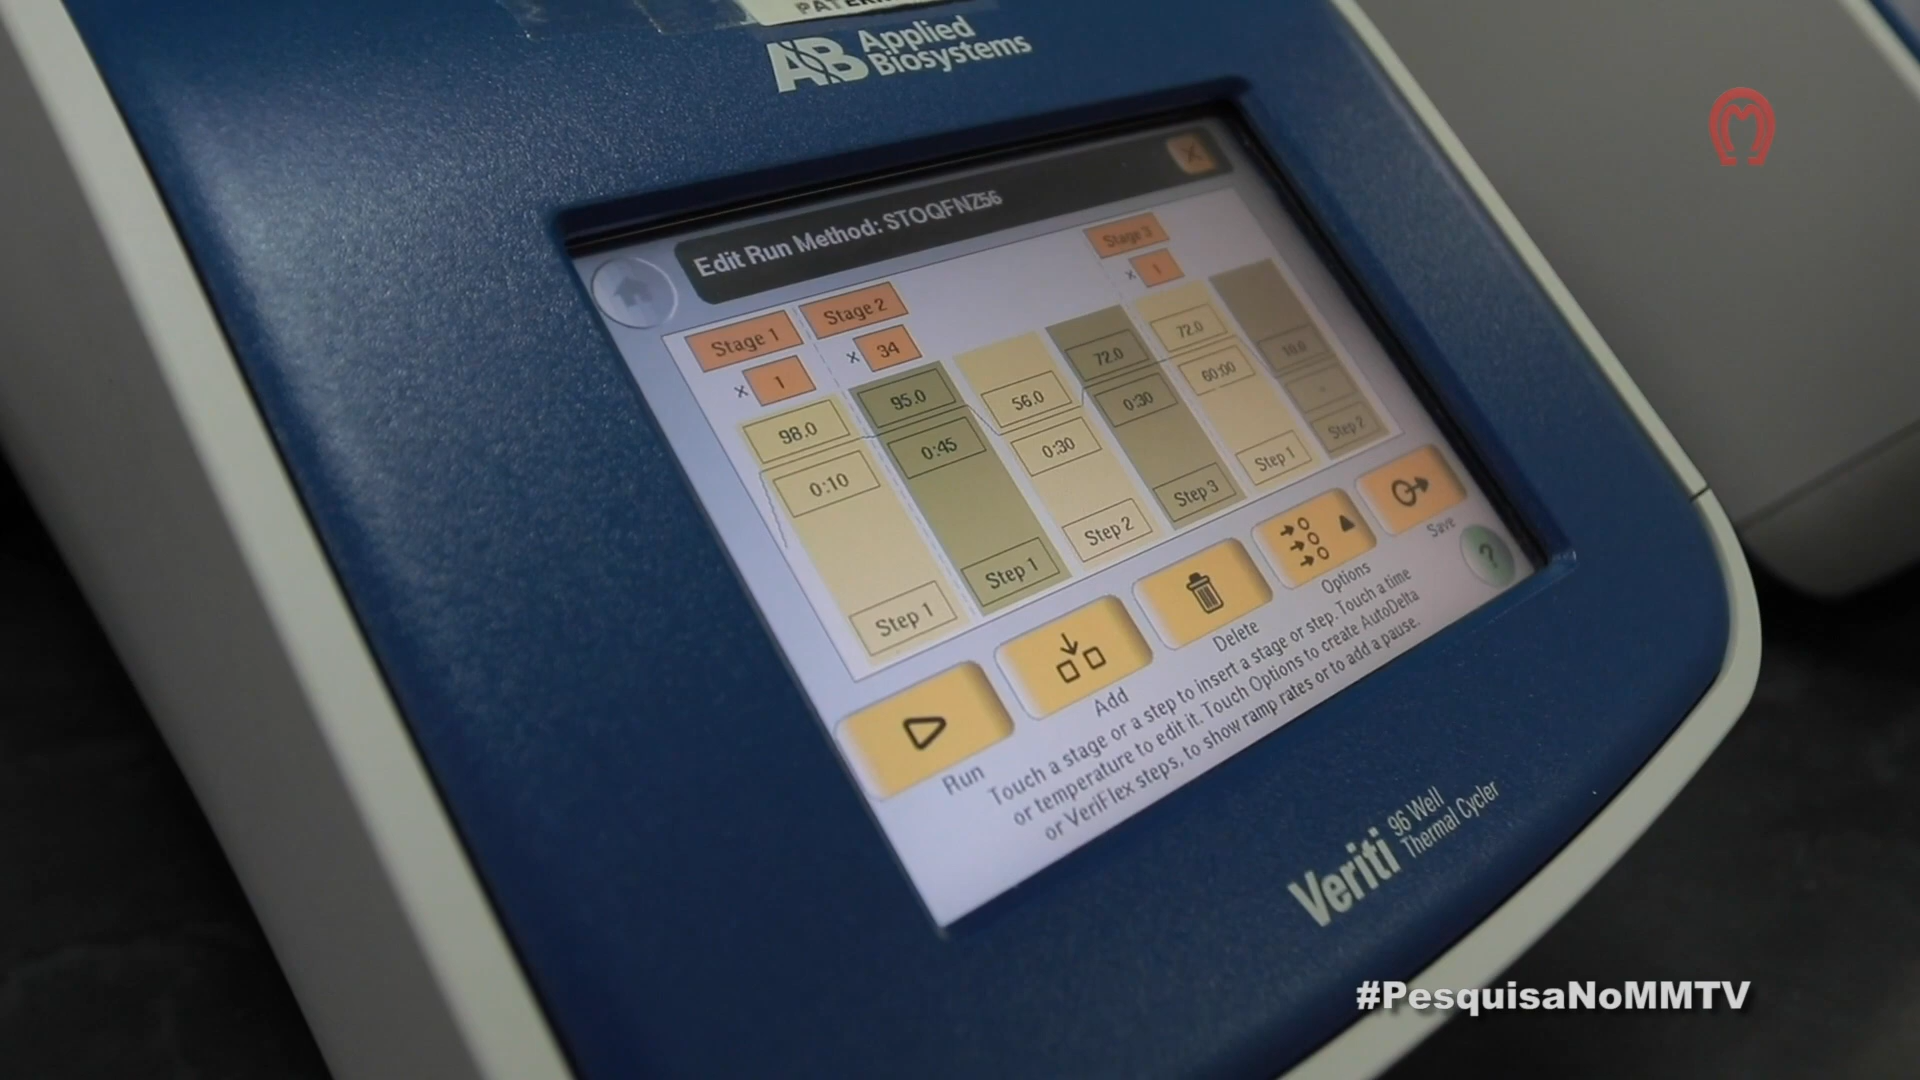 Applied
Biosystems
Edit Run Method: STOQFNZ56
Stage 1
Stage 2
Stage 3
x 1
x 34
x 1
98.0
95.0
56.0
72.0
72.0
10.0
0:10
0:45
0:30
0:30
60:00
Step 1
Step 1
Step 2
Step 3
Step 1
Step 2
Run
Add
Delete
Options
Save
?
Touch a stage or a step to insert a stage or step. Touch a time
or temperature to edit it. Touch Options to create AutoDelta
or VeriFlex steps, to show ramp rates or to add a pause.
Veriti 96 Well
Thermal Cycler
#PesquisaNoMMTV